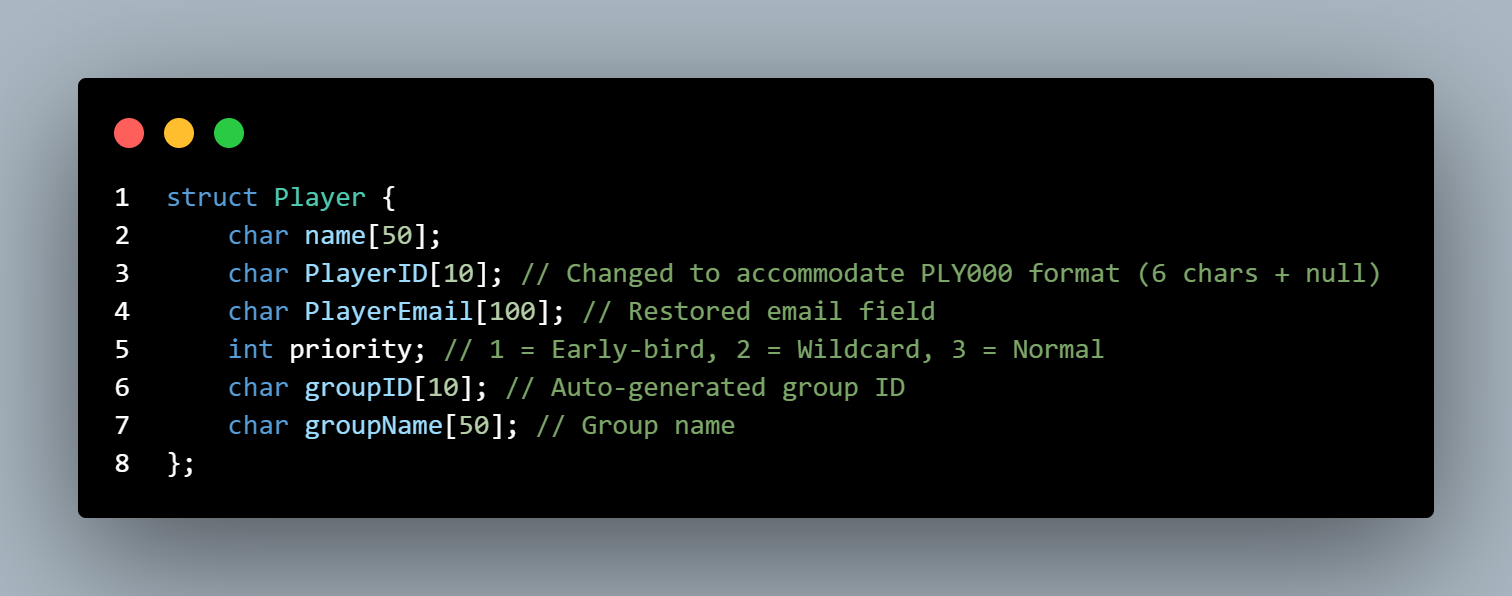 1 struct Player {
2     char name[50];
3     char PlayerID[10]; // Changed to accommodate PLY000 format (6 chars + null)
4     char PlayerEmail[100]; // Restored email field
5     int priority; // 1 = Early-bird, 2 = Wildcard, 3 = Normal
6     char groupID[10]; // Auto-generated group ID
7     char groupName[50]; // Group name
8 };